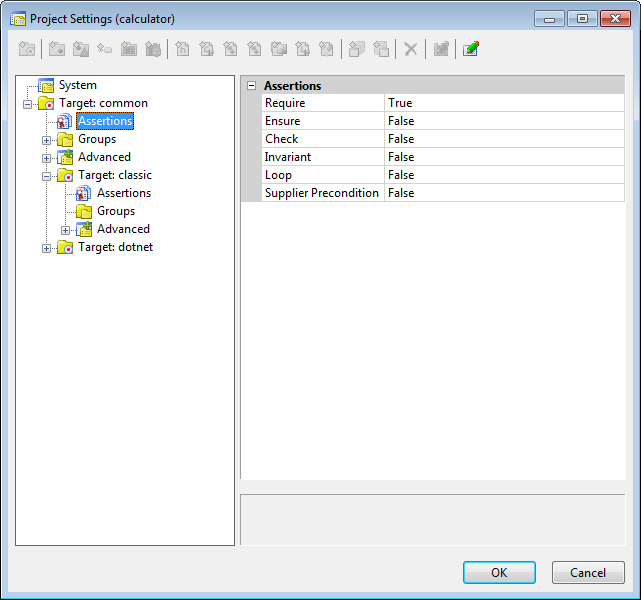 Project Settings (calculator)
System
Target: common
Assertions
Groups
Advanced
Target: classic
Assertions
Groups
Advanced
Target: dotnet
Assertions
Require True
Ensure False
Check False
Invariant False
Loop False
Supplier Precondition False
OK Cancel